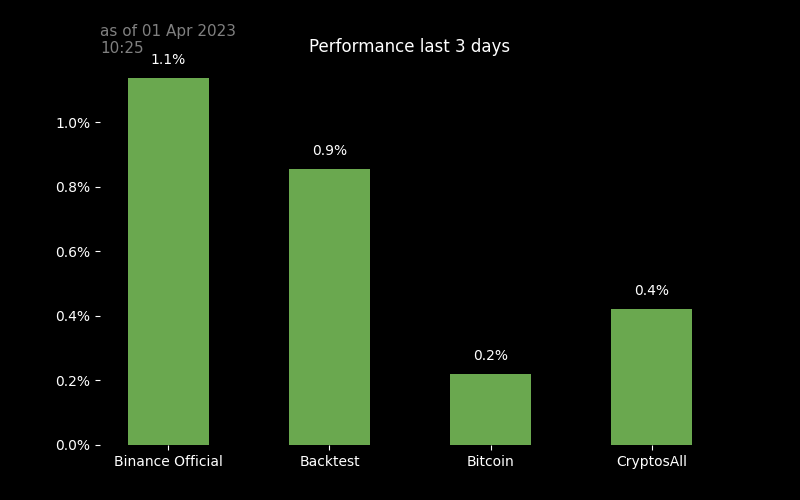 as of 01 Apr 2023
10:25
Performance last 3 days
1.1%
0.9%
0.2%
0.4%
1.0%
0.8%
0.6%
0.4%
0.2%
0.0%
Binance Official
Backtest
Bitcoin
CryptosAll